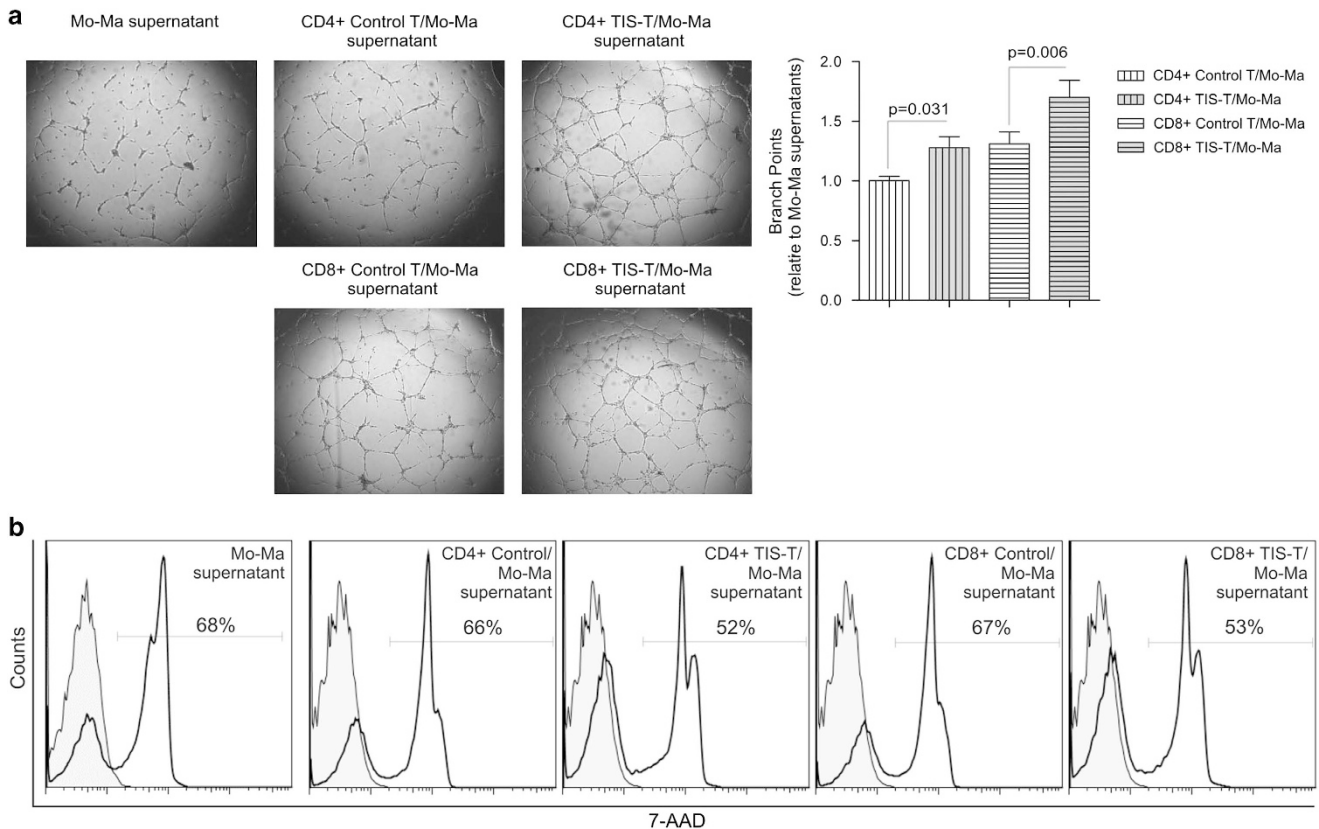 a
Mo-Ma supernatant
CD4+ Control T/Mo-Ma
supernatant
CD4+ TIS-T/Mo-Ma
supernatant
CD8+ Control T/Mo-Ma
supernatant
CD8+ TIS-T/Mo-Ma
supernatant
Branch Points
(relatie to Mo-Ma supernatants)
2.0
1.5
1.0
0.5
0.0
p=0.031
p=0.006
CD4+ Control T/Mo-Ma
CD4+ TIS-T/Mo-Ma
CD8+ Control T/Mo-Ma
CD8+ TIS-T/Mo-Ma
b
Counts
Mo-Ma
supernatant
68%
CD4+ Control/
Mo-Ma
supernatant
66%
CD4+ TIS-T/
Mo-Ma
supernatant
52%
CD8+ Control/
Mo-Ma
supernatant
67%
CD8+ TIS-T/
Mo-Ma
supernatant
53%
7-AAD